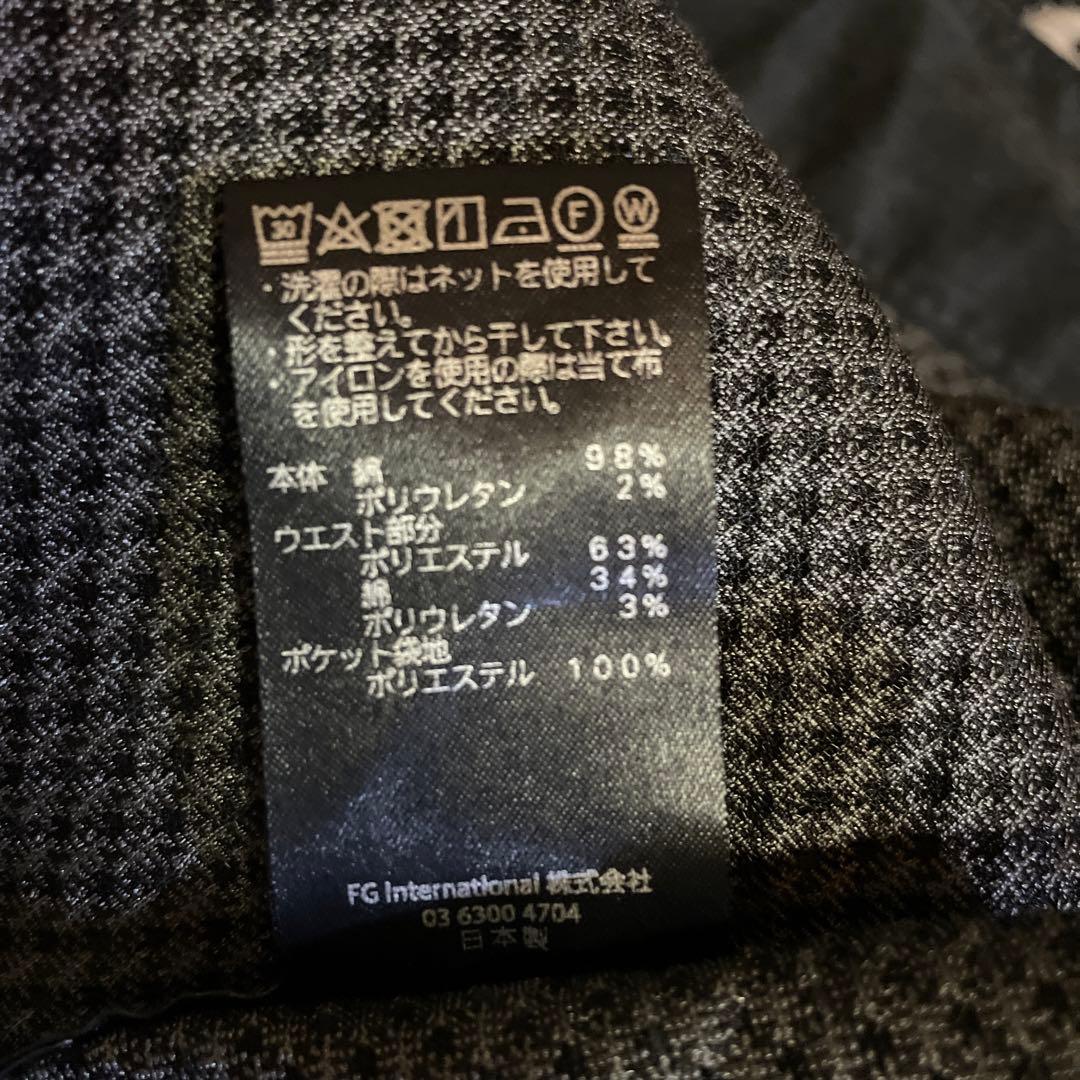 30 F W
・洗濯の際はネットを使用して
ください。
・形を整えてから干して下さい。
・アイロンを使用の際は当て布
を使用してください。
本体 綿 98%
ポリウレタン 2%
ウエスト部分
ポリエステル 63%
綿 34%
ポリウレタン 3%
ポケット袋地
ポリエステル 100%
FG International 株式会社
03 6300 4704
日本製